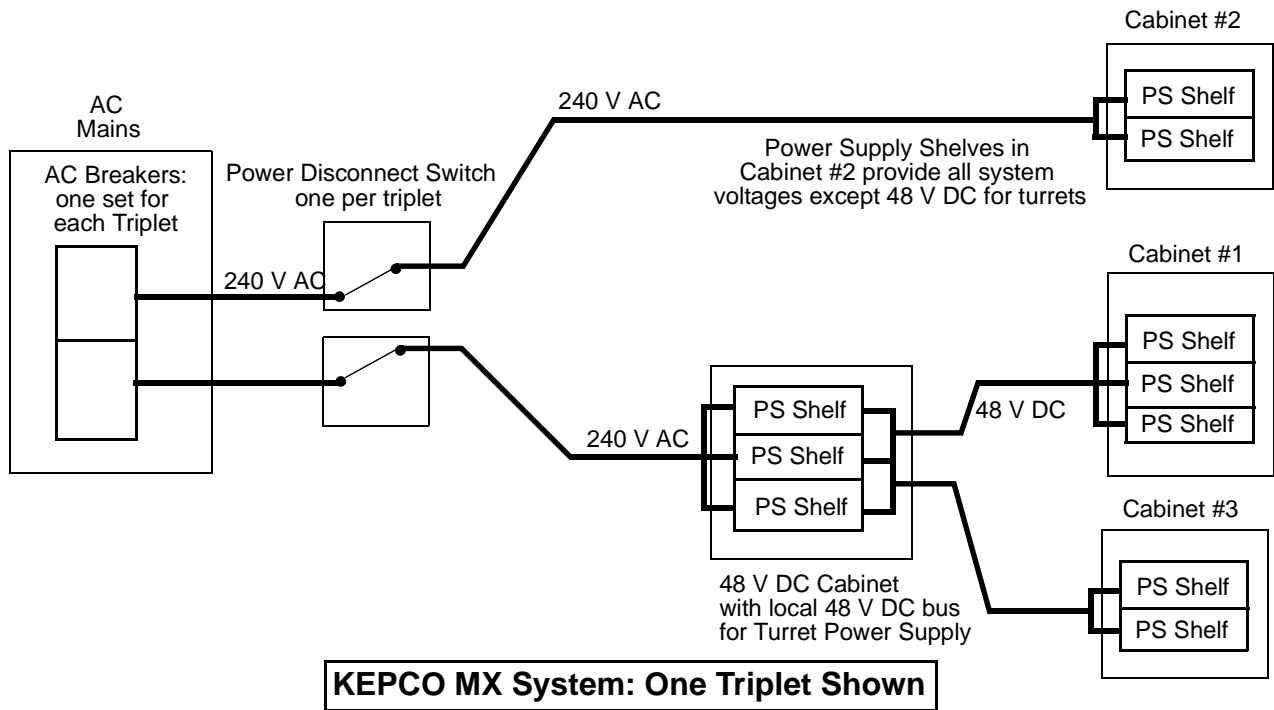 Cabinet #2
PS Shelf
PS Shelf
240 V AC
AC
Mains
Power Supply Shelves in
Cabinet #2 provide all system
voltages except 48 V DC for turrets
AC Breakers:
one set for
each Triplet
Power Disconnect Switch
one per triplet
240 V AC
Cabinet #1
PS Shelf
PS Shelf
PS Shelf
48 V DC
PS Shelf
PS Shelf
PS Shelf
240 V AC
Cabinet #3
PS Shelf
PS Shelf
48 V DC Cabinet
with local 48 V DC bus
for Turret Power Supply
KEPCO MX System: One Triplet Shown